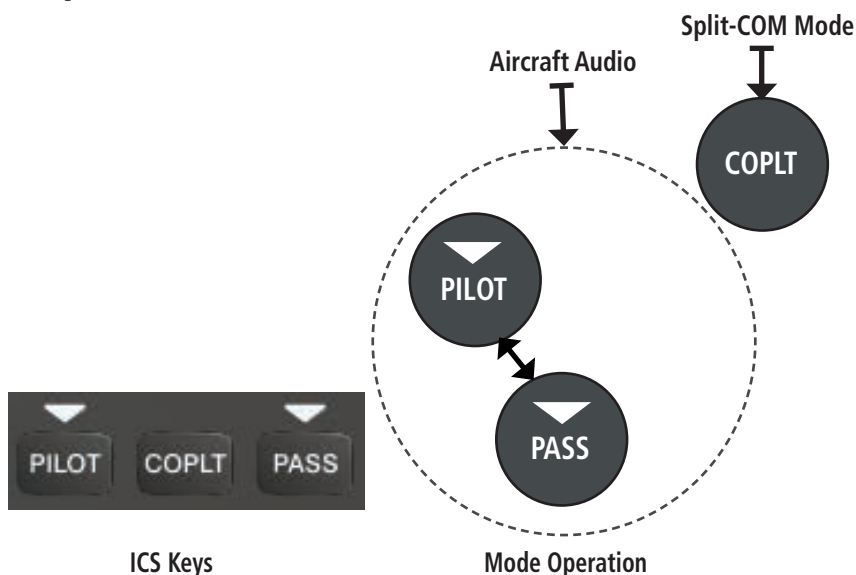 Split-COM Mode
Aircraft Audio
COPLT
PILOT
PASS
PILOT COPLT PASS
ICS Keys
Mode Operation